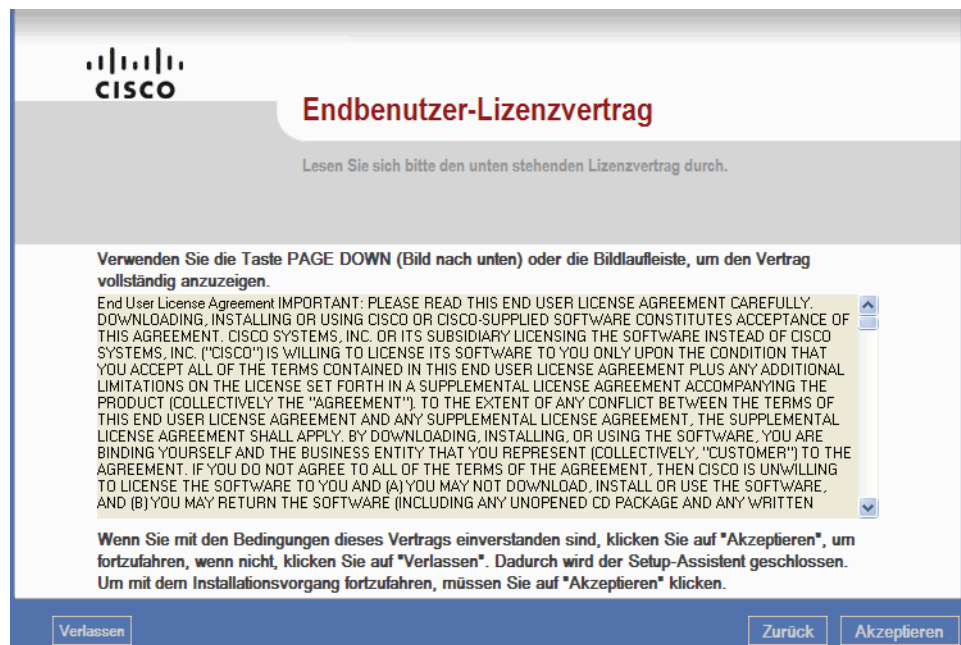 CISCO
Endbenutzer-Lizenzvertrag
Lesen Sie sich bitte den unten stehenden Lizenzvertrag durch.
Verwenden Sie die Taste PAGE DOWN (Bild nach unten) oder die Bildlaufleiste, um den Vertrag
vollständig anzuzeigen.
End User License Agreement IMPORTANT: PLEASE READ THIS END USER LICENSE AGREEMENT CAREFULLY.
DOWNLOADING, INSTALLING OR USING CISCO OR CISCO-SUPPLIED SOFTWARE CONSTITUTES ACCEPTANCE OF
THIS AGREEMENT. CISCO SYSTEMS, INC. OR ITS SUBSIDIARY LICENSING THE SOFTWARE INSTEAD OF CISCO
SYSTEMS, INC. ("CISCO") IS WILLING TO LICENSE ITS SOFTWARE TO YOU ONLY UPON THE CONDITION THAT
YOU ACCEPT ALL OF THE TERMS CONTAINED IN THIS END USER LICENSE AGREEMENT PLUS ANY ADDITIONAL
LIMITATIONS ON THE LICENSE SET FORTH IN A SUPPLEMENTAL LICENSE AGREEMENT ACCOMPANYING THE
PRODUCT (COLLECTIVELY THE "AGREEMENT"). TO THE EXTENT OF ANY CONFLICT BETWEEN THE TERMS OF
THIS END USER LICENSE AGREEMENT AND ANY SUPPLEMENTAL LICENSE AGREEMENT, THE SUPPLEMENTAL
LICENSE AGREEMENT SHALL APPLY. BY DOWNLOADING, INSTALLING, OR USING THE SOFTWARE, YOU ARE
BINDING YOURSELF AND THE BUSINESS ENTITY THAT YOU REPRESENT (COLLECTIVELY, "CUSTOMER") TO THE
AGREEMENT. IF YOU DO NOT AGREE TO ALL OF THE TERMS OF THE AGREEMENT, THEN CISCO IS UNWILLING
TO LICENSE THE SOFTWARE TO YOU AND (A) YOU MAY NOT DOWNLOAD, INSTALL OR USE THE SOFTWARE,
AND (B) YOU MAY RETURN THE SOFTWARE (INCLUDING ANY UNOPENED CD PACKAGE AND ANY WRITTEN
Wenn Sie mit den Bedingungen dieses Vertrags einverstanden sind, klicken Sie auf "Akzeptieren", um
fortzufahren, wenn nicht, klicken Sie auf "Verlassen". Dadurch wird der Setup-Assistent geschlossen.
Um mit dem Installationsvorgang fortzufahren, müssen Sie auf "Akzeptieren" klicken.
Verlassen
Zurück
Akzeptieren